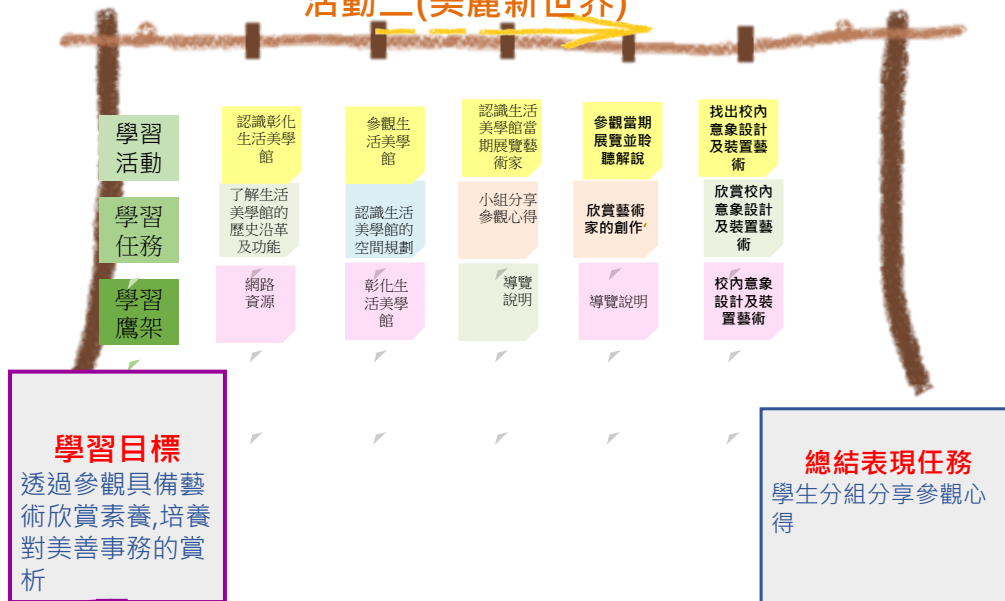 活動二(美麗新世界)
學習
活動
認識彰化
生活美學
館
參觀生
活美學
館
認識生活
美學館當
期展覽藝
術家
參觀當期
展覽並聆
聽解說
找出校內
意象設計
及裝置藝
術
學習
任務
了解生活
美學館的
歷史沿革
及功能
認識生活
美學館的
空間規劃
小組分享
參觀心得
欣賞藝術
家的創作‘
欣賞校內
意象設計
及裝置藝
術
學習
鷹架
網路
資源
彰化生
活美學
館
導覽
說明
導覽說明
校內意象
設計及裝
置藝術
學習目標
透過參觀具備藝
術欣賞素養,培養
對美善事務的賞
析
總結表現任務
學生分組分享參觀心
得